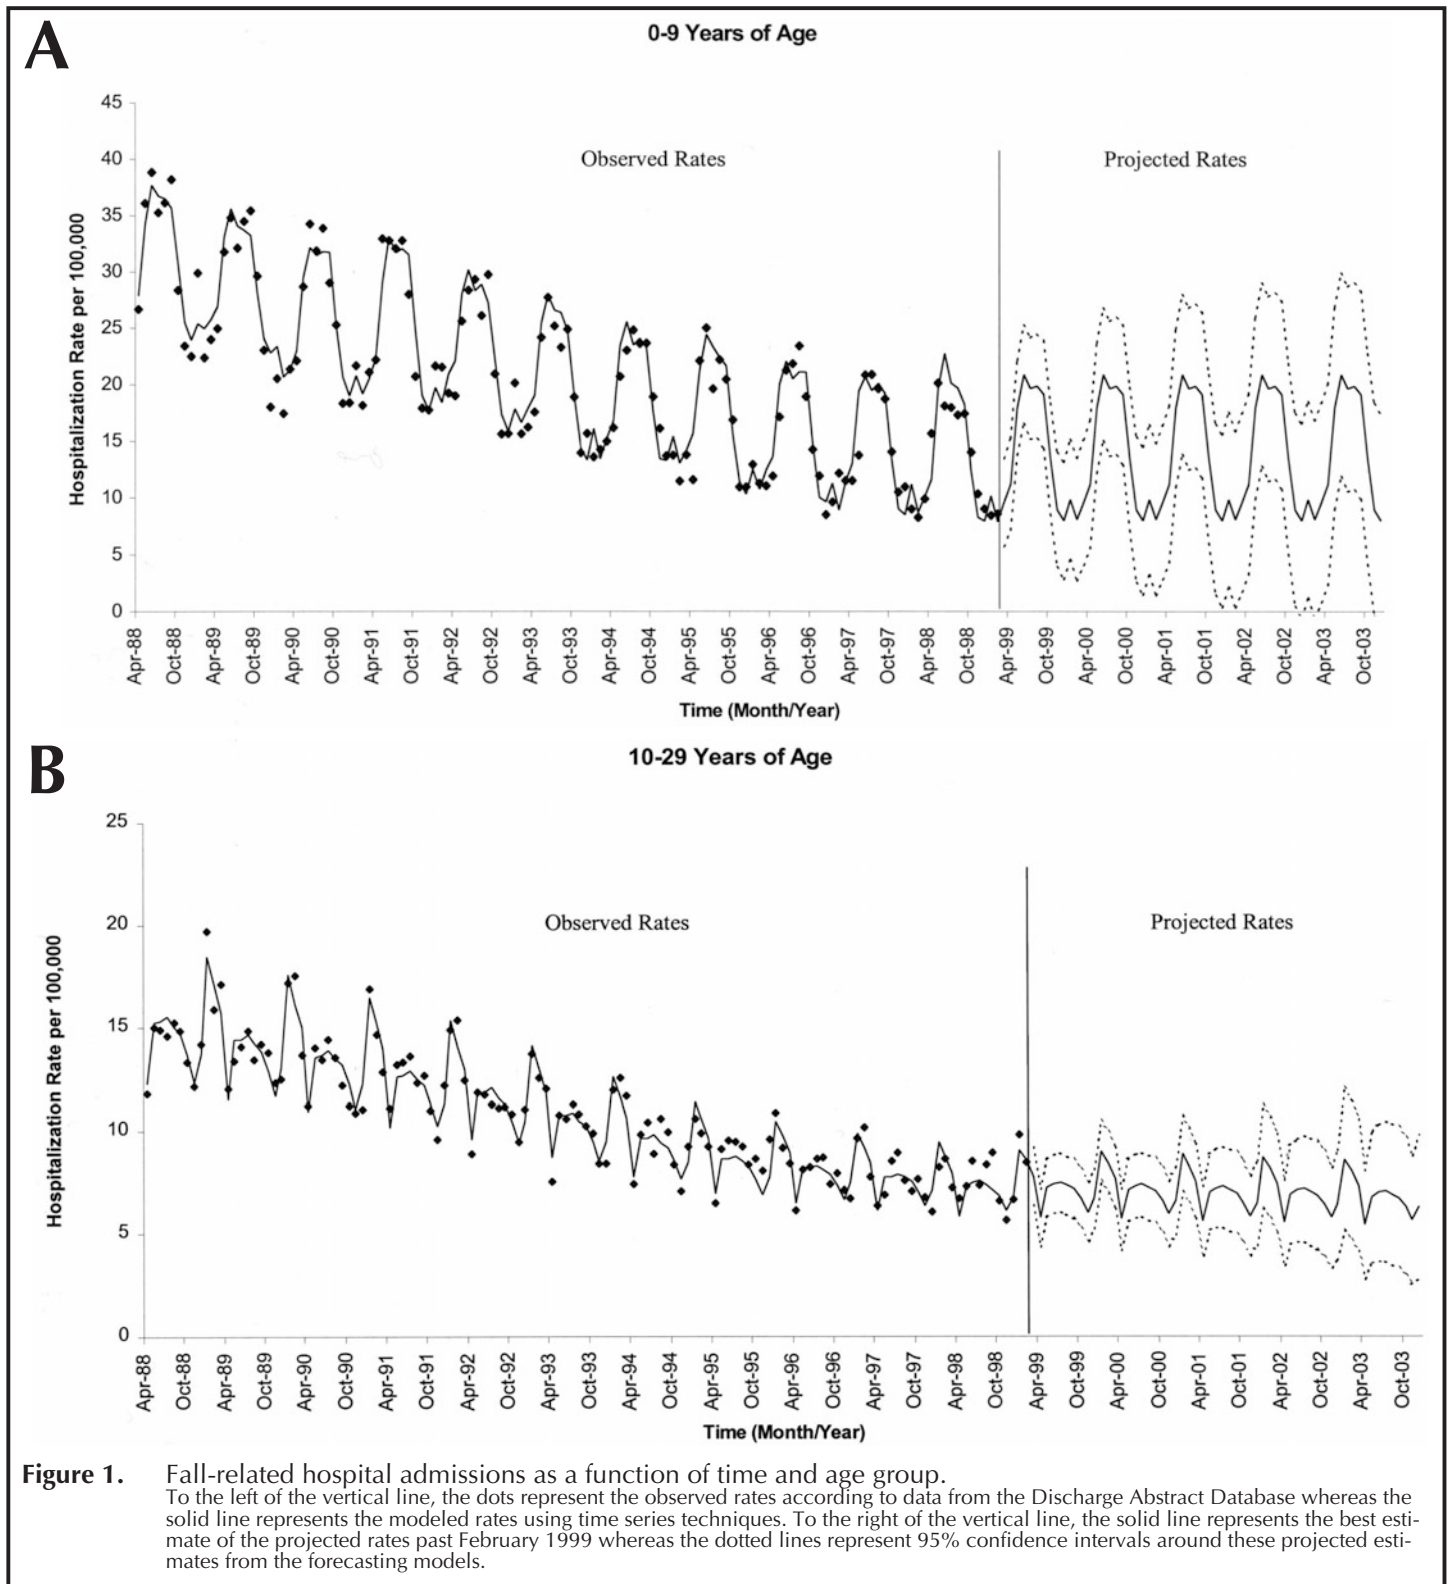 A
0-9 Years of Age
45
40
35
30
25
20
15
10
5
0
Hospitalization Rate per 100,000
Observed Rates
Projected Rates
Apr-88
Oct-88
Apr-89
Oct-89
Apr-90
Oct-90
Apr-91
Oct-91
Apr-92
Oct-92
Apr-93
Oct-93
Apr-94
Oct-94
Apr-95
Oct-95
Apr-96
Oct-96
Apr-97
Oct-97
Apr-98
Oct-98
Apr-99
Oct-99
Apr-00
Oct-00
Apr-01
Oct-01
Apr-02
Oct-02
Apr-03
Oct-03
Time (Month/Year)
B
10-29 Years of Age
25
20
15
10
5
0
Hospitalization Rate per 100,000
Observed Rates
Projected Rates
Apr-88
Oct-88
Apr-89
Oct-89
Apr-90
Oct-90
Apr-91
Oct-91
Apr-92
Oct-92
Apr-93
Oct-93
Apr-94
Oct-94
Apr-95
Oct-95
Apr-96
Oct-96
Apr-97
Oct-97
Apr-98
Oct-98
Apr-99
Oct-99
Apr-00
Oct-00
Apr-01
Oct-01
Apr-02
Oct-02
Apr-03
Oct-03
Time (Month/Year)
Figure 1. Fall-related hospital admissions as a function of time and age group.
To the left of the vertical line, the dots represent the observed rates according to data from the Discharge Abstract Database whereas the
solid line represents the modeled rates using time series techniques. To the right of the vertical line, the solid line represents the best esti-
mate of the projected rates past February 1999 whereas the dotted lines represent 95% confidence intervals around these projected esti-
mates from the forecasting models.